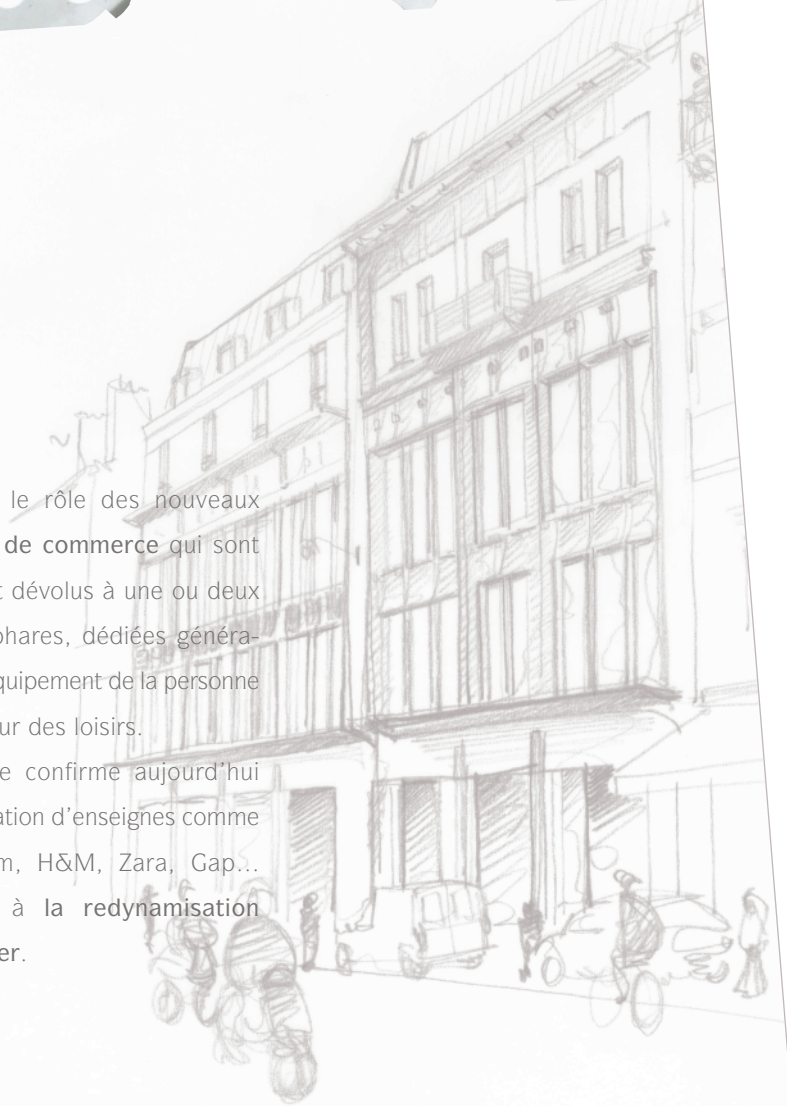 le rôle des nouveaux
de commerce qui sont
dévolus à une ou deux
phares, dédiées généra-
quipement de la personne
ur des loisirs.
e confirme aujourd'hui
ation d'enseignes comme
m, H&M, Zara, Gap...
à la redynamisation
er.